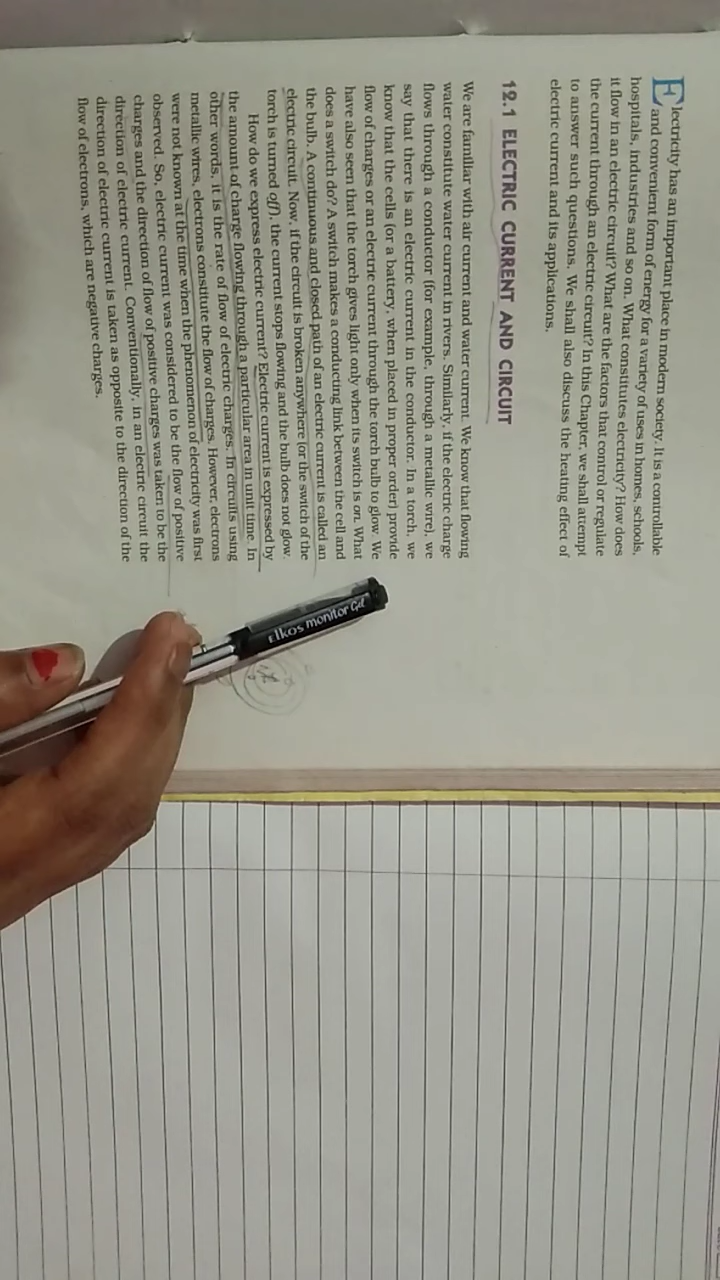 Electricity has an important place in modern society. It is a controllable
and convenient form of energy for a variety of uses in homes, schools,
hospitals, industries and so on. What constitutes electricity? How does
it flow in an electric circuit? What are the factors that control or regulate
the current through an electric circuit? In this Chapter, we shall attempt
to answer such questions. We shall also discuss the heating effect of
electric current and its applications.
12.1 ELECTRIC CURRENT AND CIRCUIT
We are familiar with air current and water current. We know that flowing
water constitute water current in rivers. Similarly, if the electric charge
flows through a conductor (for example, through a metallic wire), we
say that there is an electric current in the conductor. In a torch, we
know that the cells (or a battery, when placed in proper order) provide
flow of charges or an electric current through the torch bulb to glow. We
have also seen that the torch gives light only when its switch is on. What
does a switch do? A switch makes a conducting link between the cell and
the bulb. A continuous and closed path of an electric current is called an
electric circuit. Now, if the circuit is broken anywhere (or the switch of the
torch is turned off), the current stops flowing and the bulb does not glow.
How do we express electric current? Electric current is expressed by
the amount of charge flowing through a particular area in unit time. In
other words, it is the rate of flow of electric charges. In circuits using
metallic wires, electrons constitute the flow of charges. However, electrons
were not known at the time when the phenomenon of electricity was first
observed. So, electric current was considered to be the flow of positive
charges and the direction of flow of positive charges was taken to be the
direction of electric current. Conventionally, in an electric circuit the
direction of electric current is taken as opposite to the direction of the
flow of electrons, which are negative charges.
Elkos monitor Gel